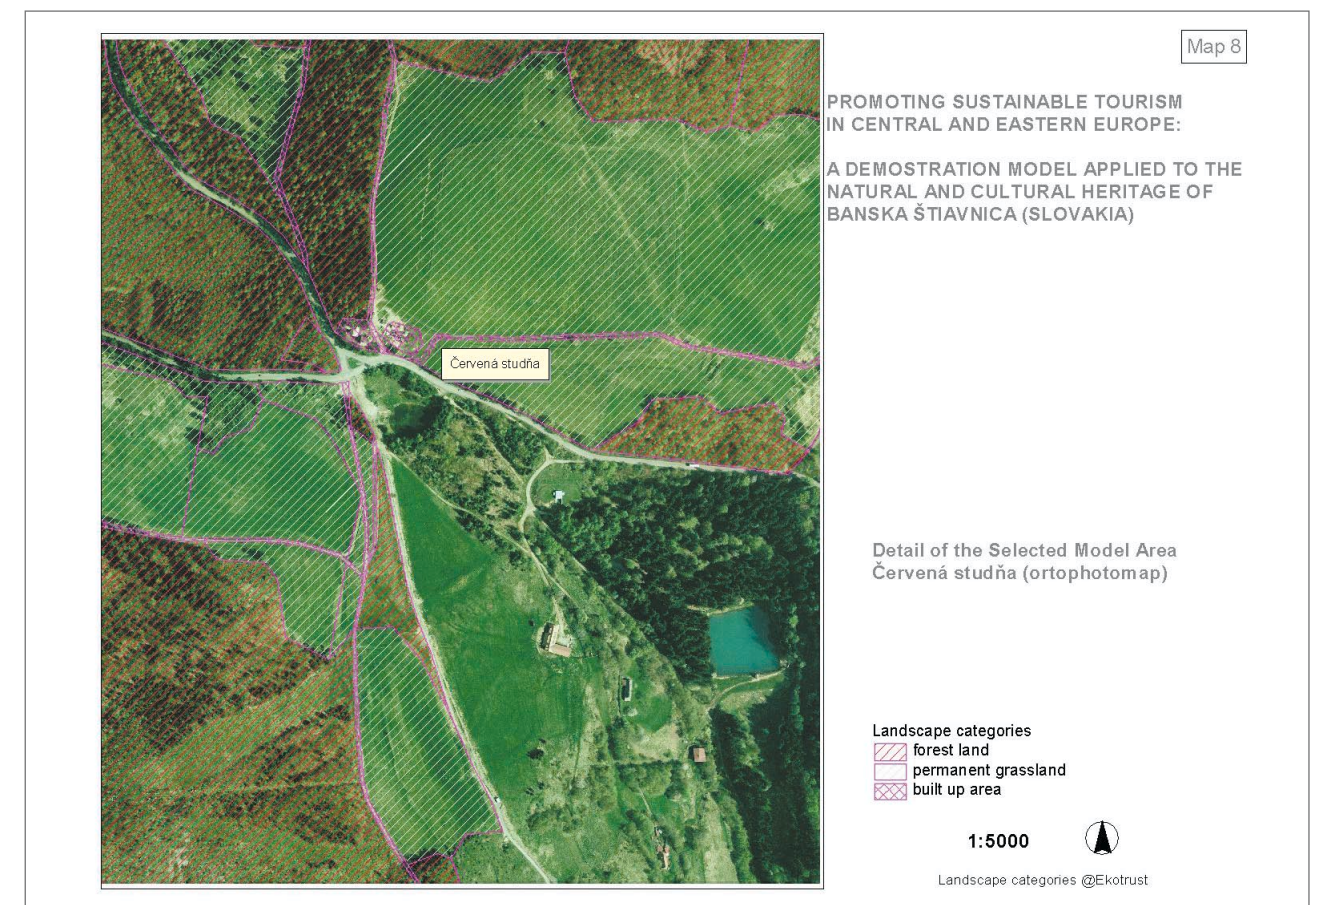 Map 8
PROMOTING SUSTAINABLE TOURISM
IN CENTRAL AND EASTERN EUROPE:
A DEMOSTRATION MODEL APPLIED TO THE
NATURAL AND CULTURAL HERITAGE OF
BANSKA ŠTIAVNICA (SLOVAKIA)
Červená studňa
Detail of the Selected Model Area
Červená studňa (ortophotomap)
Landscape categories
forest land
permanent grassland
built up area
1:5000
Landscape categories @Ekotrust